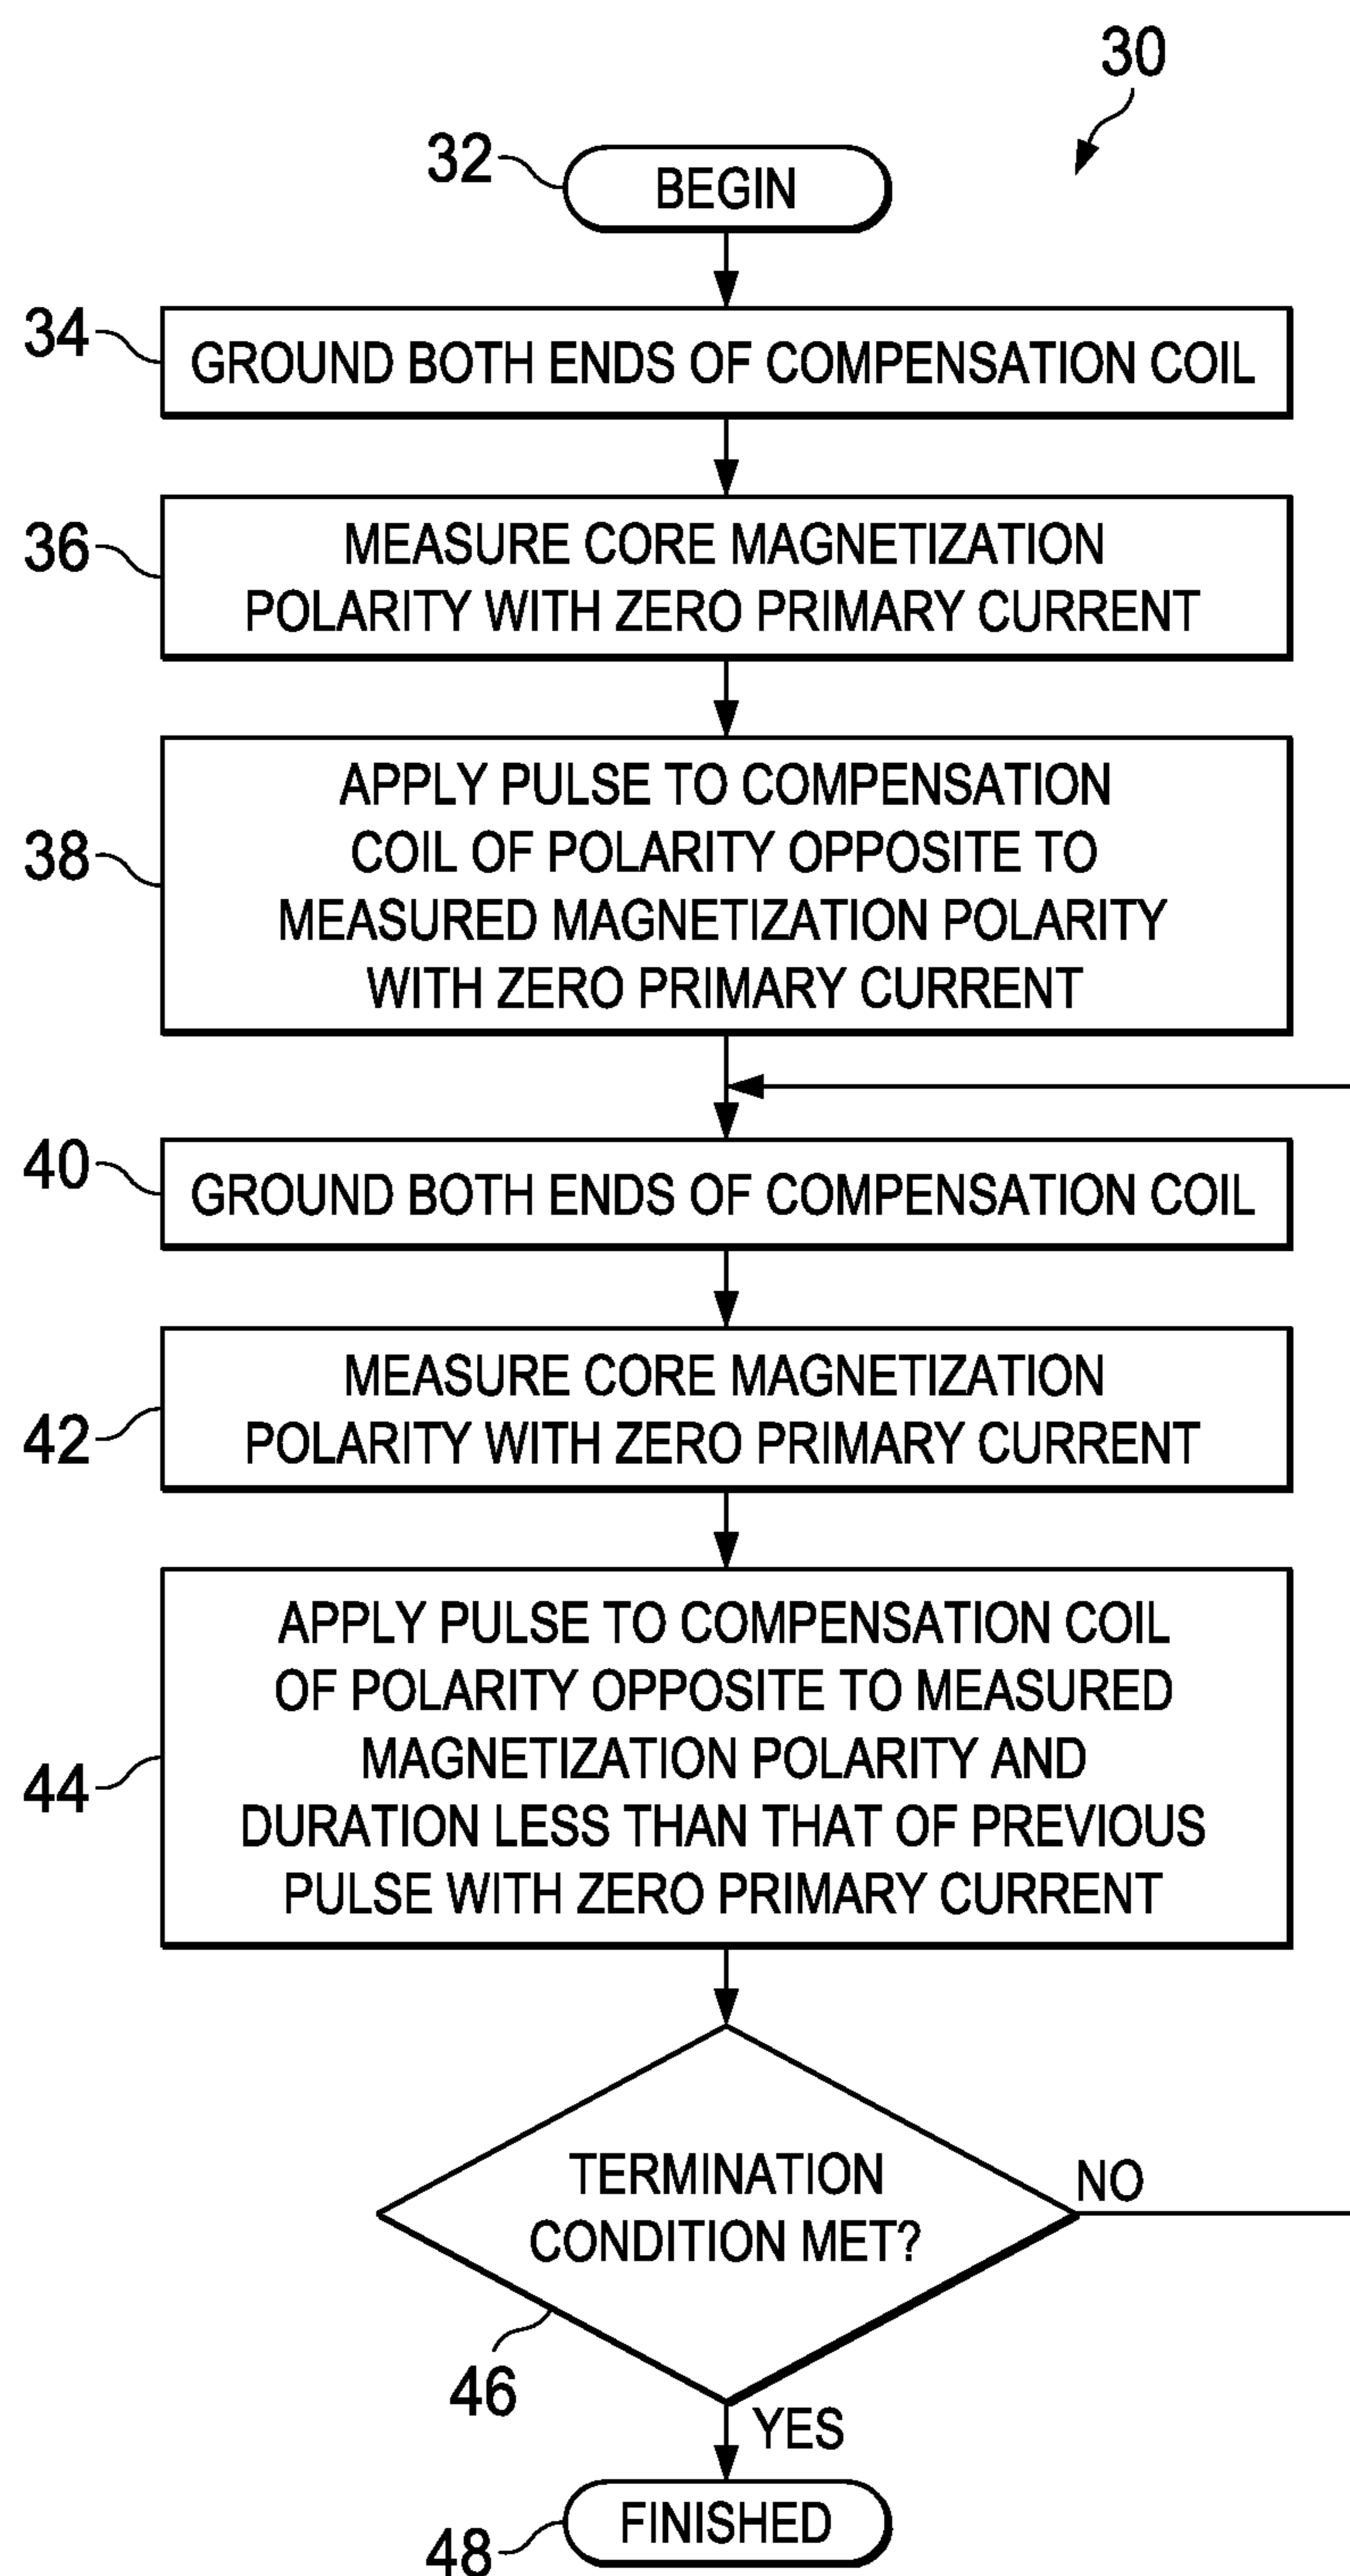 30
32
BEGIN
34
GROUND BOTH ENDS OF COMPENSATION COIL
36
MEASURE CORE MAGNETIZATION
POLARITY WITH ZERO PRIMARY CURRENT
38
APPLY PULSE TO COMPENSATION
COIL OF POLARITY OPPOSITE TO
MEASURED MAGNETIZATION POLARITY
WITH ZERO PRIMARY CURRENT
40
GROUND BOTH ENDS OF COMPENSATION COIL
42
MEASURE CORE MAGNETIZATION
POLARITY WITH ZERO PRIMARY CURRENT
44
APPLY PULSE TO COMPENSATION COIL
OF POLARITY OPPOSITE TO MEASURED
MAGNETIZATION POLARITY AND
DURATION LESS THAN THAT OF PREVIOUS
PULSE WITH ZERO PRIMARY CURRENT
TERMINATION
CONDITION MET?
NO
46
YES
48
FINISHED